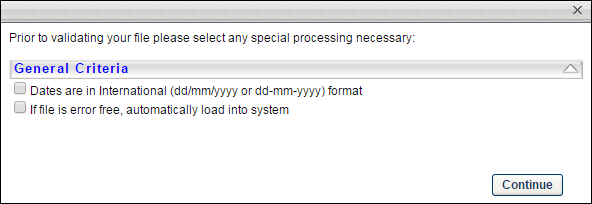 Prior to validating your file please select any special processing necessary:
General Criteria
Dates are in International (dd/mm/yyyy or dd-mm-yyyy) format
If file is error free, automatically load into system
Continue